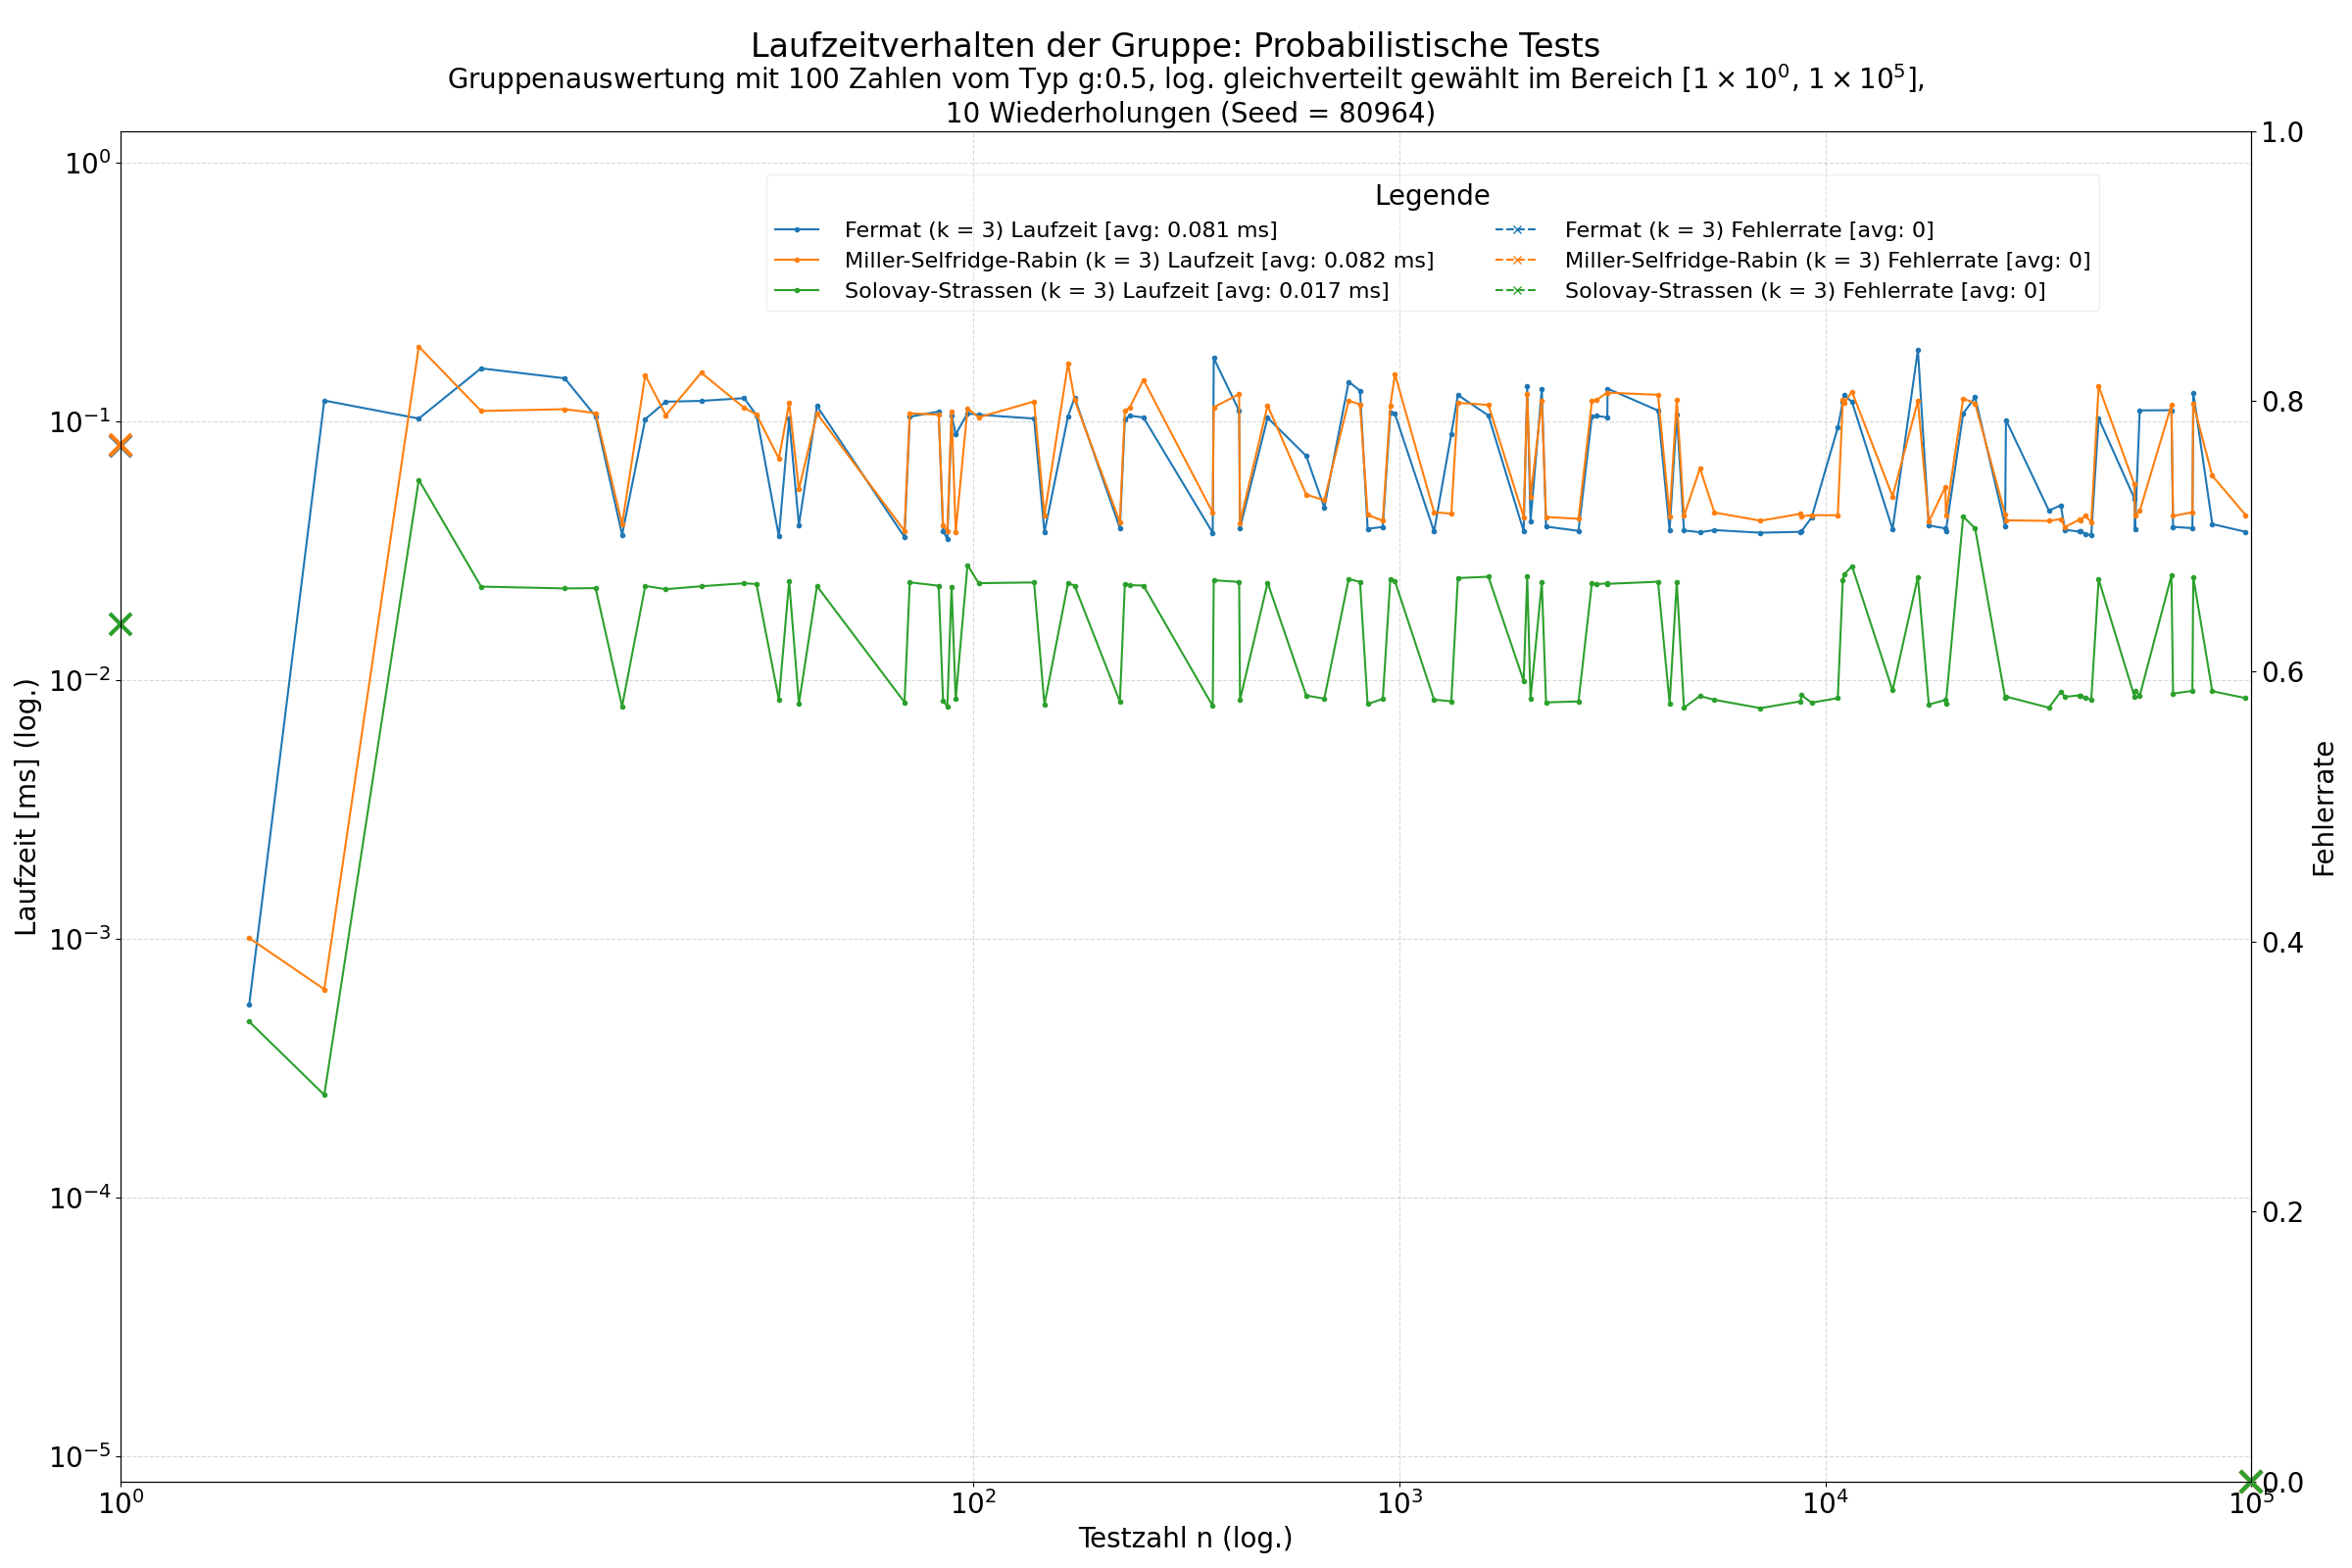 Laufzeitverhalten der Gruppe: Probabilistische Tests
Gruppenauswertung mit 100 Zahlen vom Typ g:0.5, log. gleichverteilt gewählt im Bereich [1 × 10⁰, 1 × 10⁵],
10 Wiederholungen (Seed = 80964)
Legende
Fermat (k = 3) Laufzeit [avg: 0.081 ms]
Miller-Selfridge-Rabin (k = 3) Laufzeit [avg: 0.082 ms]
Solovay-Strassen (k = 3) Laufzeit [avg: 0.017 ms]
Fermat (k = 3) Fehlerrate [avg: 0]
Miller-Selfridge-Rabin (k = 3) Fehlerrate [avg: 0]
Solovay-Strassen (k = 3) Fehlerrate [avg: 0]
Laufzeit [ms] (log.)
10⁰
10⁻¹
10⁻²
10⁻³
10⁻⁴
10⁻⁵
1.0
0.8
0.6
0.4
0.2
0.0
Fehlerrate
10⁰
10²
10³
10⁴
10⁵
Testzahl n (log.)